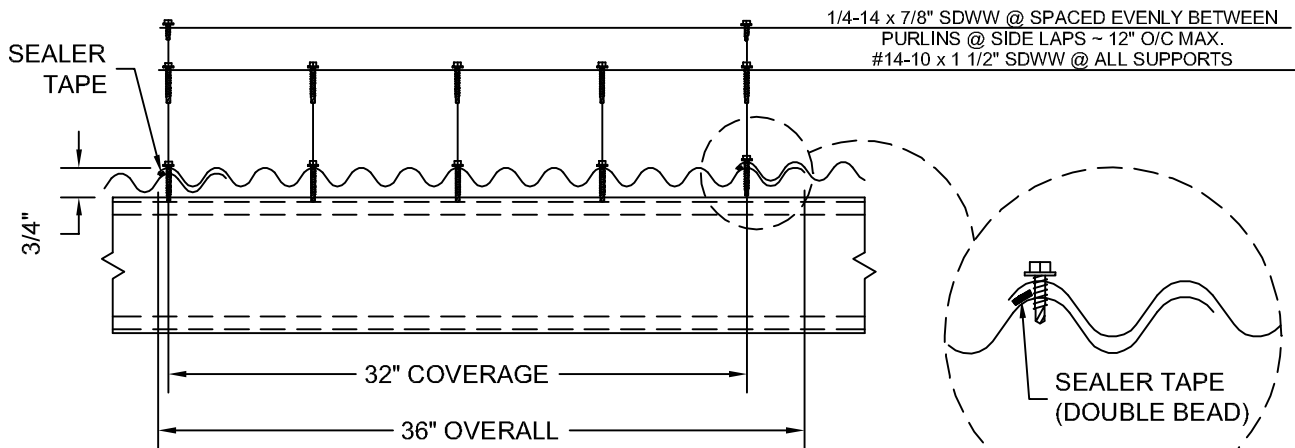 1/4-14 x 7/8" SDWW @ SPACED EVENLY BETWEEN
PURLINS @ SIDE LAPS ~ 12" O/C MAX.
#14-10 x 1 1/2" SDWW @ ALL SUPPORTS
SEALER
TAPE
3/4"
32" COVERAGE
36" OVERALL
SEALER TAPE
(DOUBLE BEAD)